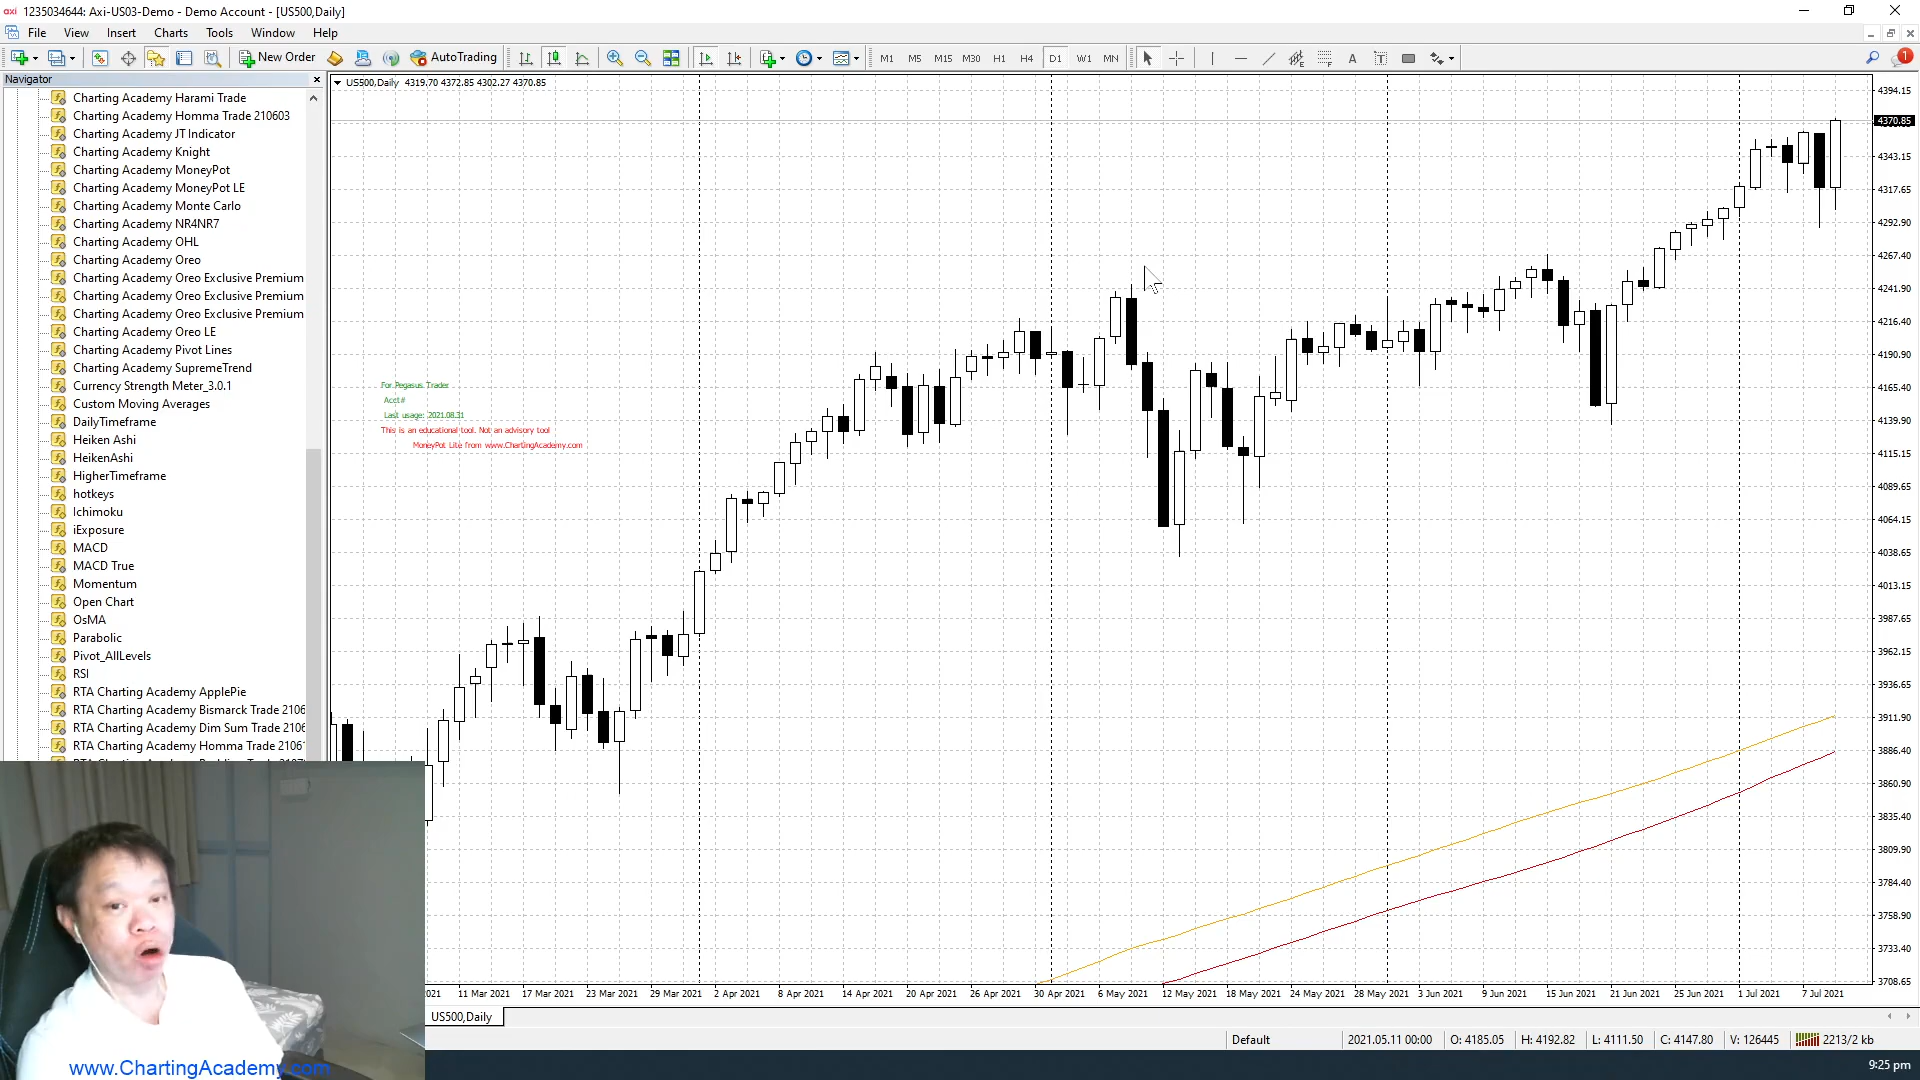 axi 1235034644: Axi-US03-Demo - Demo Account - [US500,Daily]
File View Insert Charts Tools Window Help
New Order AutoTrading M1 M5 M15 M30 H1 H4 D1 W1 MN A T 1
Navigator
Charting Academy Harami Trade
Charting Academy Homma Trade 210603
Charting Academy JT Indicator
Charting Academy Knight
Charting Academy MoneyPot
Charting Academy MoneyPot LE
Charting Academy Monte Carlo
Charting Academy NR4NR7
Charting Academy OHL
Charting Academy Oreo
Charting Academy Oreo Exclusive Premium
Charting Academy Oreo Exclusive Premium
Charting Academy Oreo Exclusive Premium
Charting Academy Oreo LE
Charting Academy Pivot Lines
Charting Academy SupremeTrend
Currency Strength Meter_3.0.1
Custom Moving Averages
DailyTimeframe
Heiken Ashi
HeikenAshi
HigherTimeframe
hotkeys
Ichimoku
iExposure
MACD
MACD True
Momentum
Open Chart
OsMA
Parabolic
Pivot_AllLevels
RSI
RTA Charting Academy ApplePie
RTA Charting Academy Bismarck Trade 2106
RTA Charting Academy Dim Sum Trade 2106
RTA Charting Academy Homma Trade 2106
US500,Daily 4319.70 4372.85 4302.27 4370.85
For Pegasus Trader
Acct#
Last usage: 2021.08.31
This is an educational tool. Not an advisory tool
MoneyPot Lite from www.ChartingAcademy.com
4394.15
4370.85
4343.15
4317.65
4292.90
4267.40
4241.90
4216.40
4190.90
4165.40
4139.90
4115.15
4089.65
4064.15
4038.65
4013.15
3987.65
3962.15
3936.65
3911.90
3886.40
3860.90
3835.40
3809.90
3784.40
3758.90
3733.40
3708.65
2021 11 Mar 2021 17 Mar 2021 23 Mar 2021 29 Mar 2021 2 Apr 2021 8 Apr 2021 14 Apr 2021 20 Apr 2021 26 Apr 2021 30 Apr 2021 6 May 2021 12 May 2021 18 May 2021 24 May 2021 28 May 2021 3 Jun 2021 9 Jun 2021 15 Jun 2021 21 Jun 2021 25 Jun 2021 1 Jul 2021 7 Jul 2021
US500,Daily
Default 2021.05.11 00:00 O: 4185.05 H: 4192.82 L: 4111.50 C: 4147.80 V: 126445 2213/2 kb
www.ChartingAcademy.com
9:25 pm